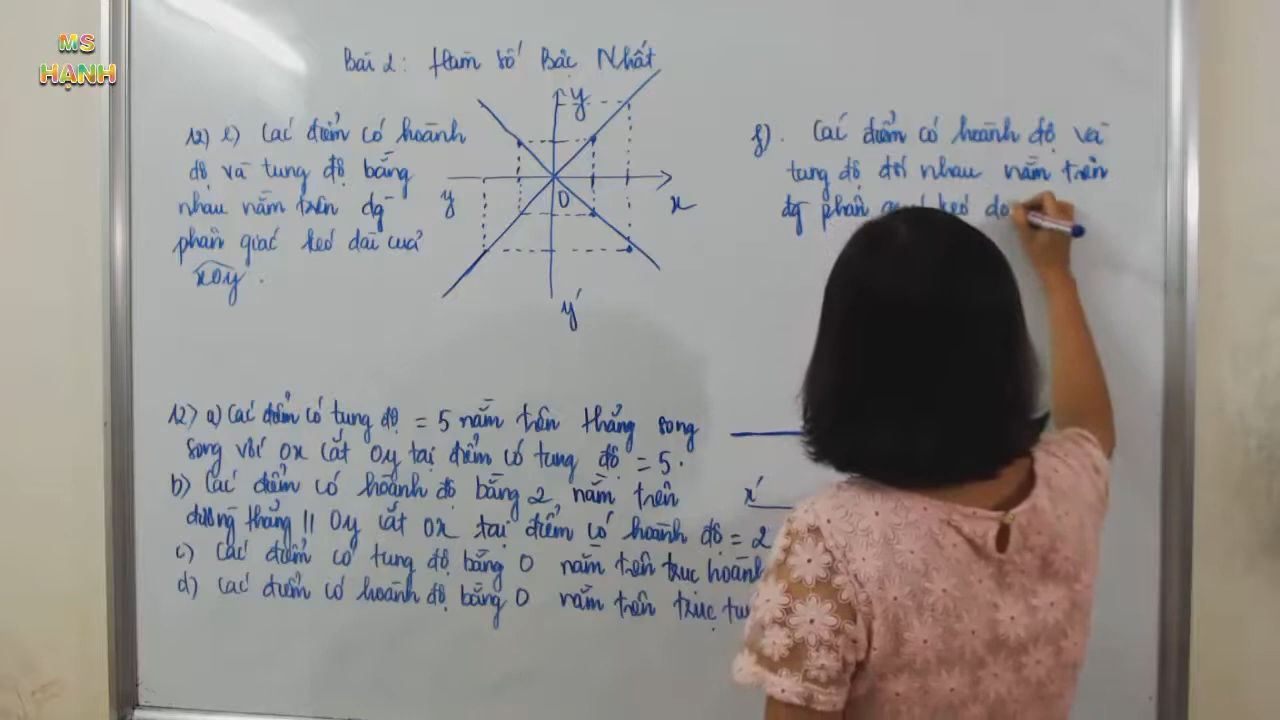 MS
HẠNH
Bài 2: Hàm số Bậc Nhất
12) e) Các điểm có hoành
độ và tung độ bằng
nhau nằm trên đg
phân giác kéo dài của
xOy.
y
x
y
O
y'
f). Các điểm có hoành độ và
tung độ đối nhau nằm trên
đg phân kéo
12) a) Các điểm có tung độ = 5 nằm trên thẳng song
song với Ox cắt Oy tại điểm có tung độ = 5.
b) Các điểm có hoành độ bằng 2 nằm trên
đường thẳng || Oy cắt Ox tại điểm có hoành độ = 2
c) Các điểm có tung độ bằng 0 nằm trên trục hoành
d) Các điểm có hoành độ bằng 0 nằm trên trục
x'